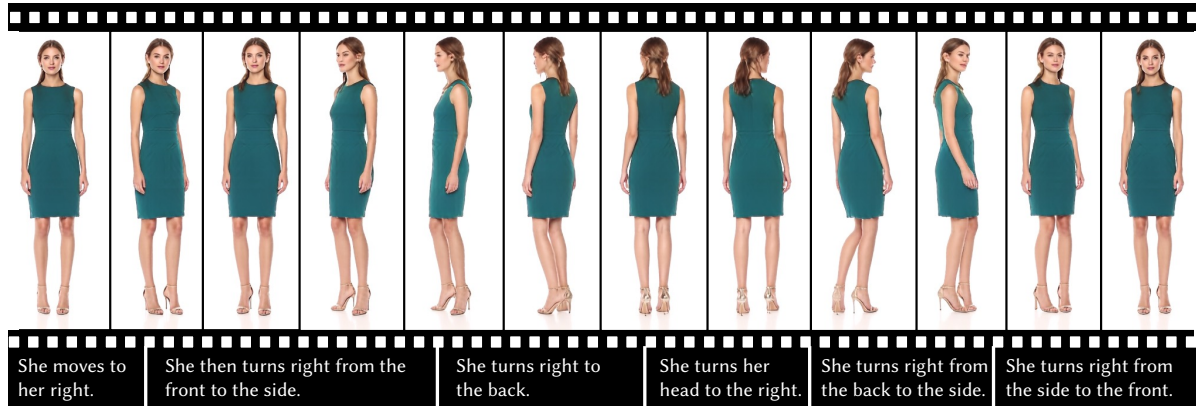 She moves to
her right.
She then turns right from the
front to the side.
She turns right to
the back.
She turns her
head to the right.
She turns right from
the back to the side.
She turns right from
the side to the front.